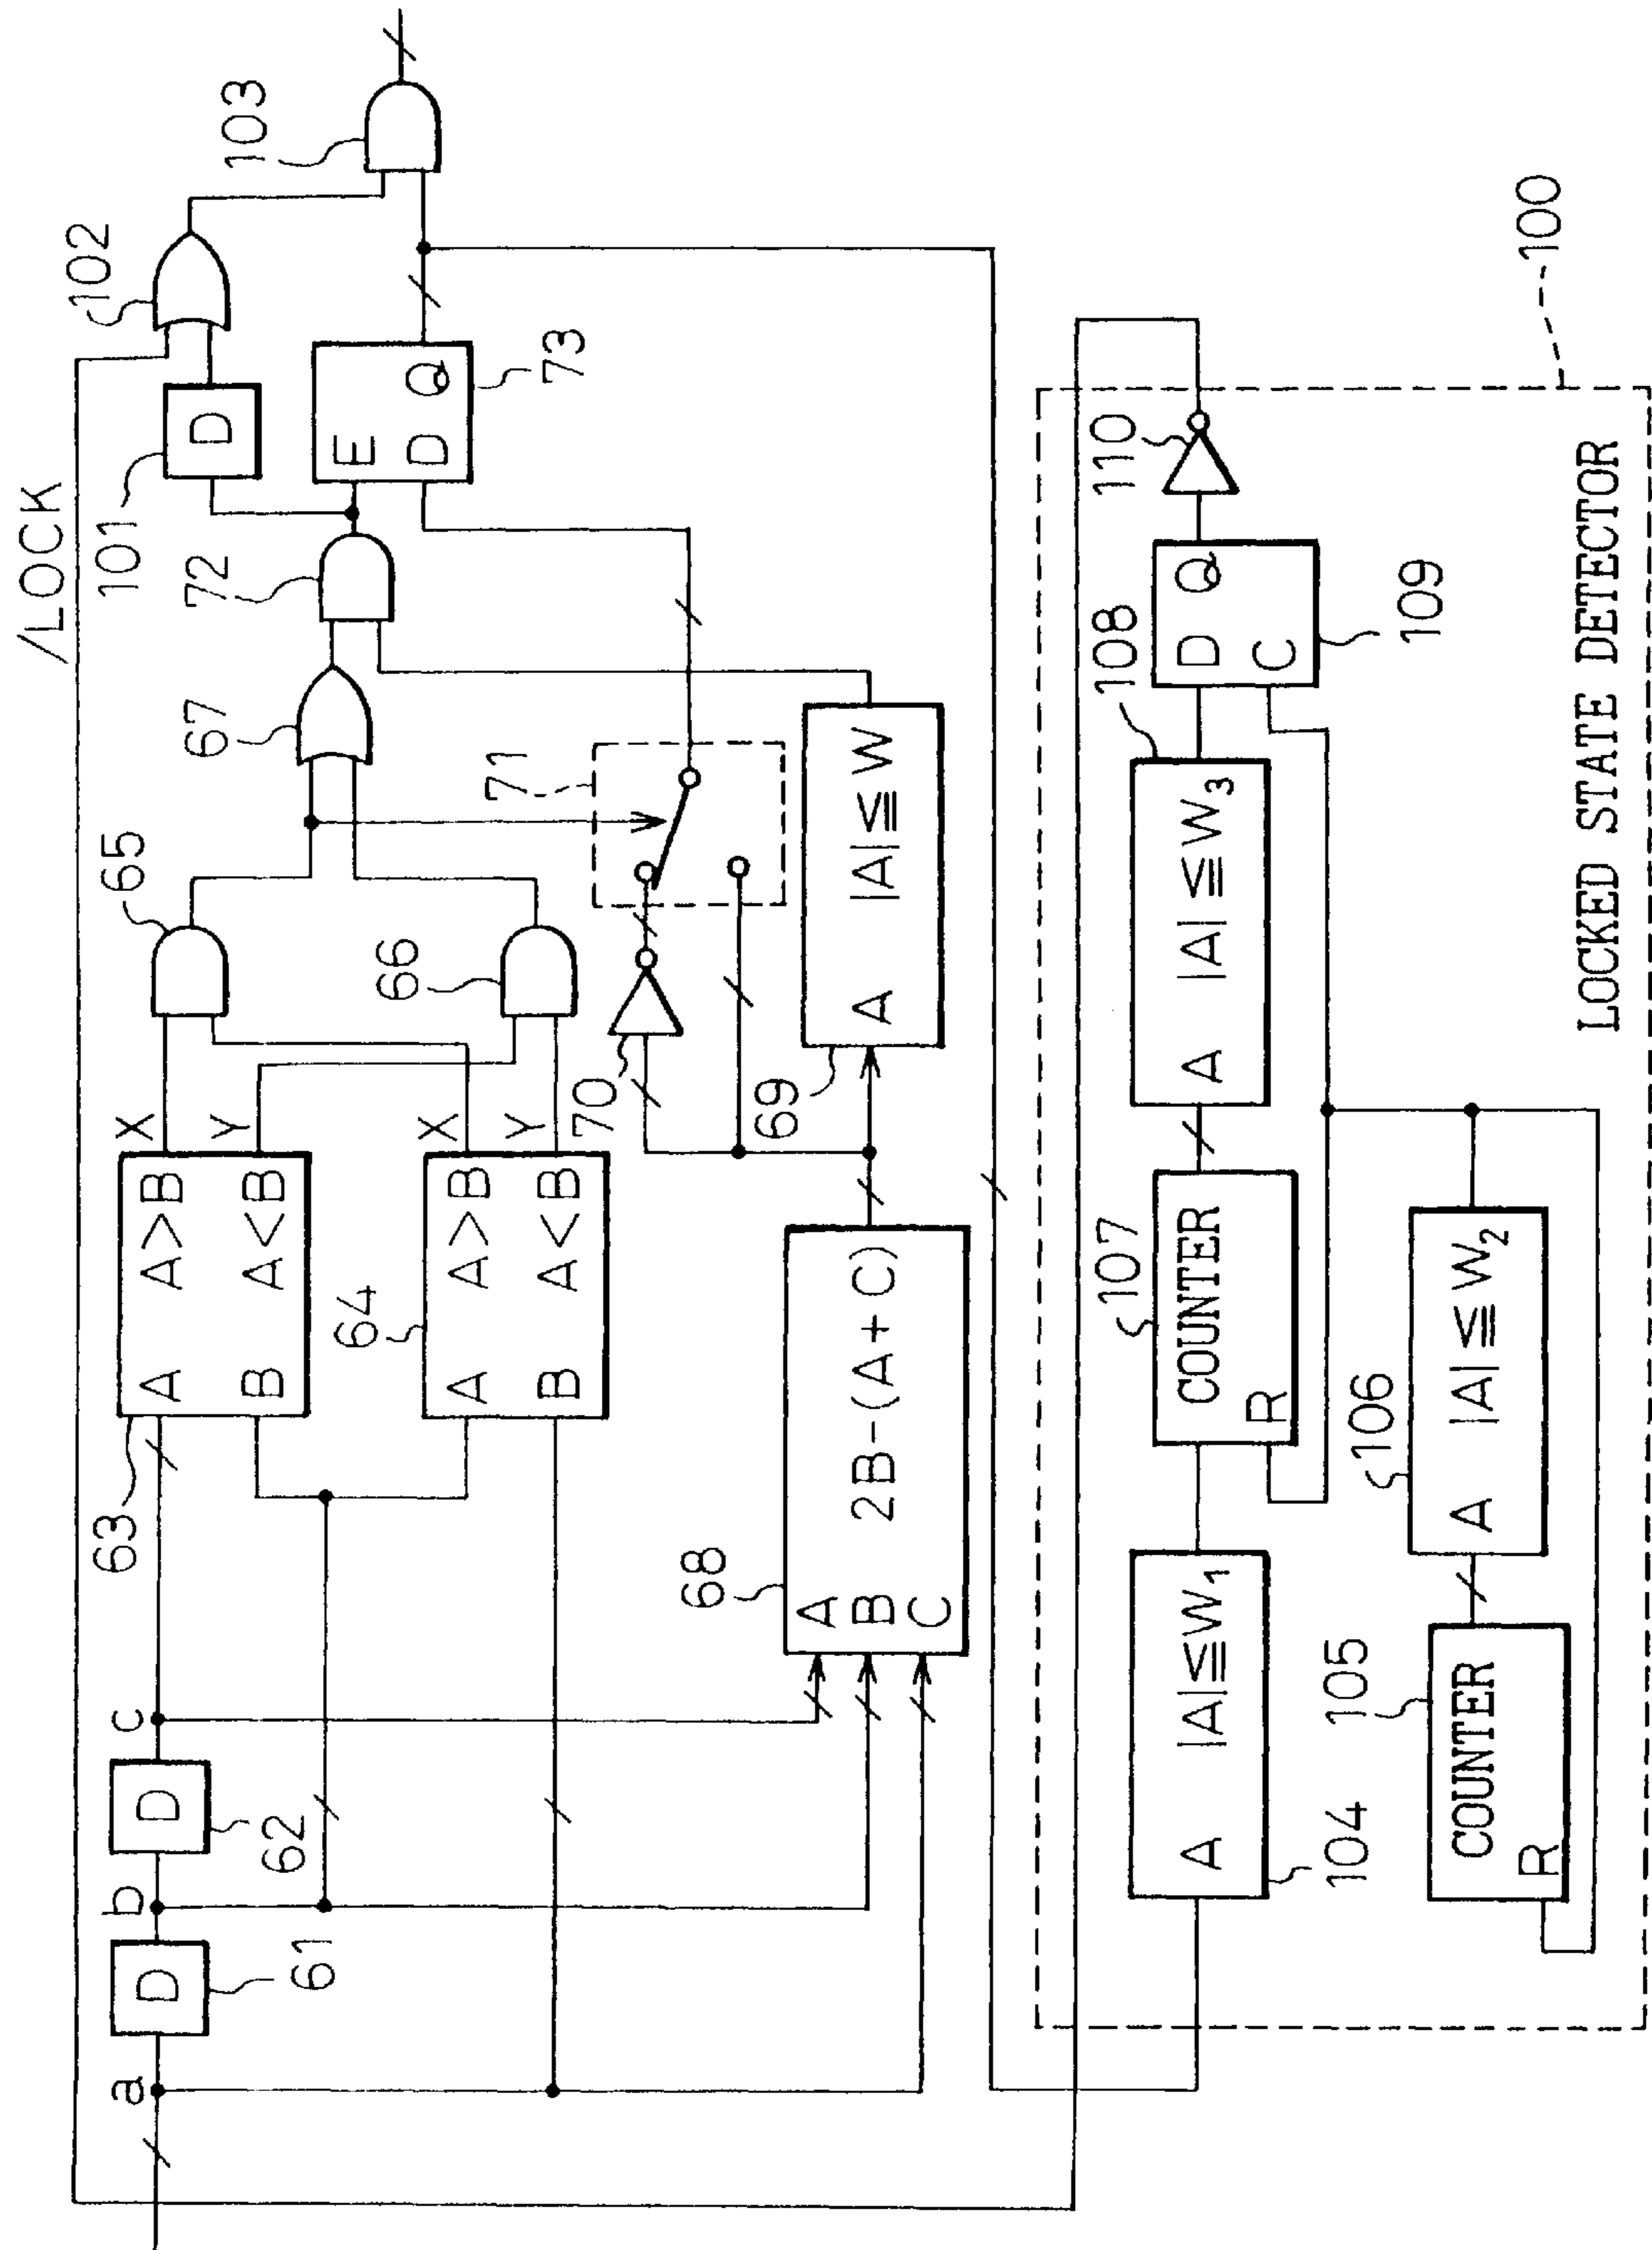 /LOCK
a
D
61
b
D
62
c
63
A
B
A>B
A<B
X
Y
64
A
B
A>B
A<B
X
Y
65
66
67
68
A
B
C
2B-(A+C)
69
A |A|≦W
70
71
72
73
E
D Q
101
D
102
103
100
LOCKED STATE DETECTOR
104
A |A|≦W₁
105
COUNTER
R
106
A |A|≦W₂
107
COUNTER
R
108
A |A|≦W₃
109
D Q
C
110